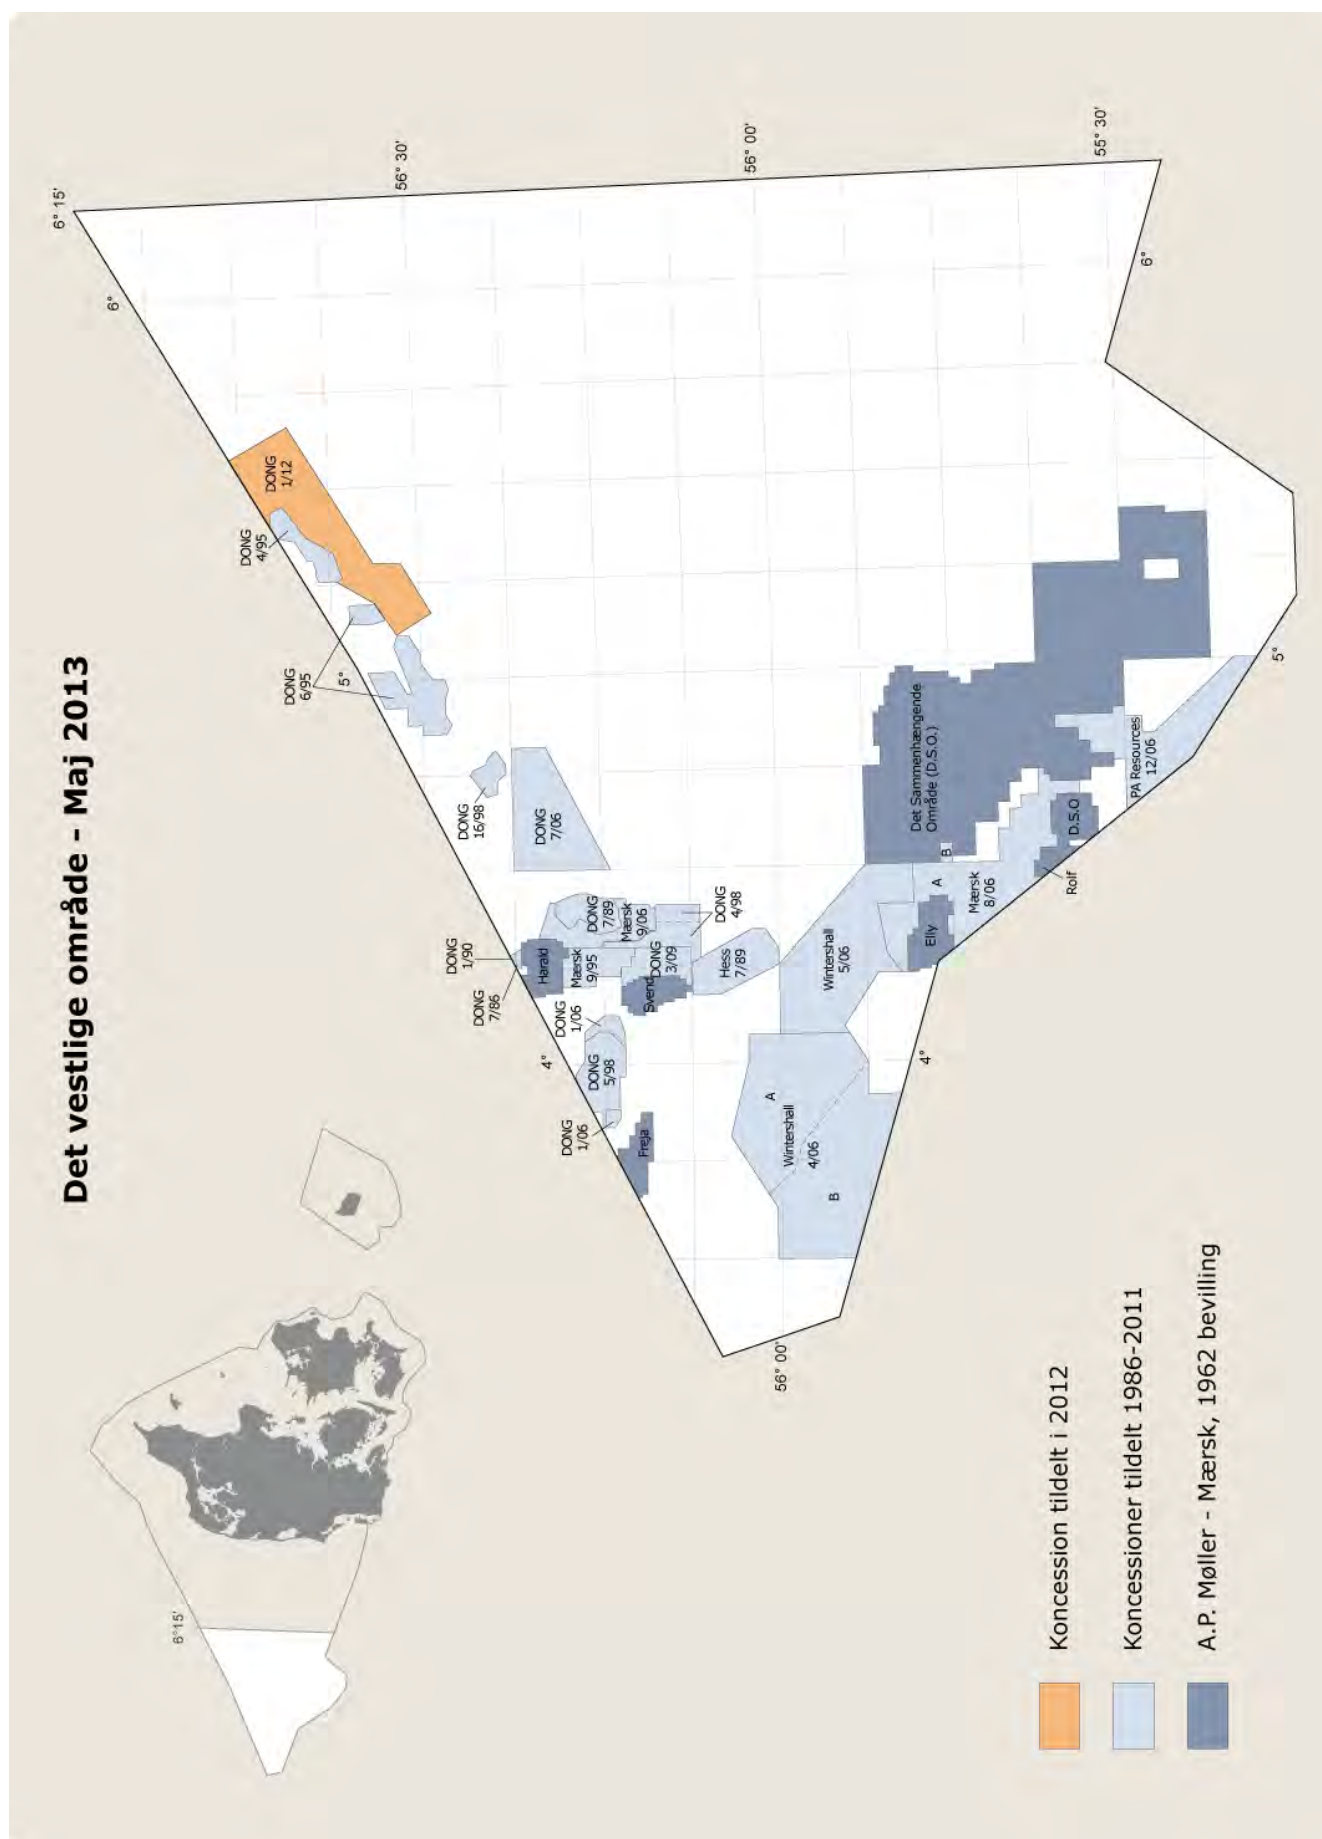 Det vestlige område - Maj 2013
6°15'
6° 15'
6°
56° 30'
56° 00'
55° 30'
6°
5°
5°
4°
4°
56° 00'
DONG
1/12
DONG
4/95
DONG
6/95
DONG
16/98
DONG
7/06
DONG
1/90
DONG
7/86
Harald
DONG
7/89
Mærsk
9/06
Mærsk
9/95
DONG
3/09
DONG
4/98
Svend
Hess
7/89
DONG
1/06
DONG
5/98
DONG
1/06
Freja
A
Wintershall
4/06
B
Wintershall
5/06
Det Sammenhængende
Område (D.S.O.)
B
A
Mærsk
8/06
Elly
Rolf
D.S.O
PA Resources
12/06
Koncession tildelt i 2012
Koncessioner tildelt 1986-2011
A.P. Møller - Mærsk, 1962 bevilling